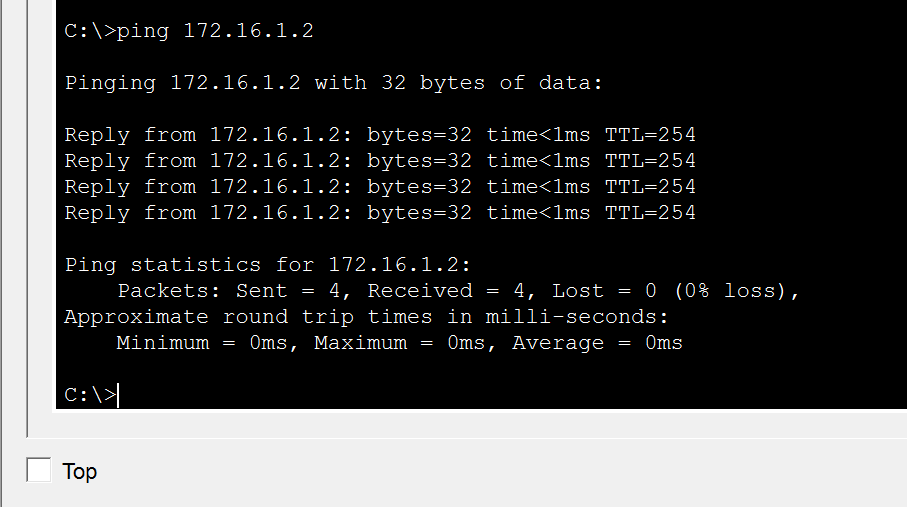 C:\>ping 172.16.1.2
Pinging 172.16.1.2 with 32 bytes of data:
Reply from 172.16.1.2: bytes=32 time<1ms TTL=254
Reply from 172.16.1.2: bytes=32 time<1ms TTL=254
Reply from 172.16.1.2: bytes=32 time<1ms TTL=254
Reply from 172.16.1.2: bytes=32 time<1ms TTL=254
Ping statistics for 172.16.1.2:
Packets: Sent = 4, Received = 4, Lost = 0 (0% loss),
Approximate round trip times in milli-seconds:
Minimum = 0ms, Maximum = 0ms, Average = 0ms
C:\>
Top